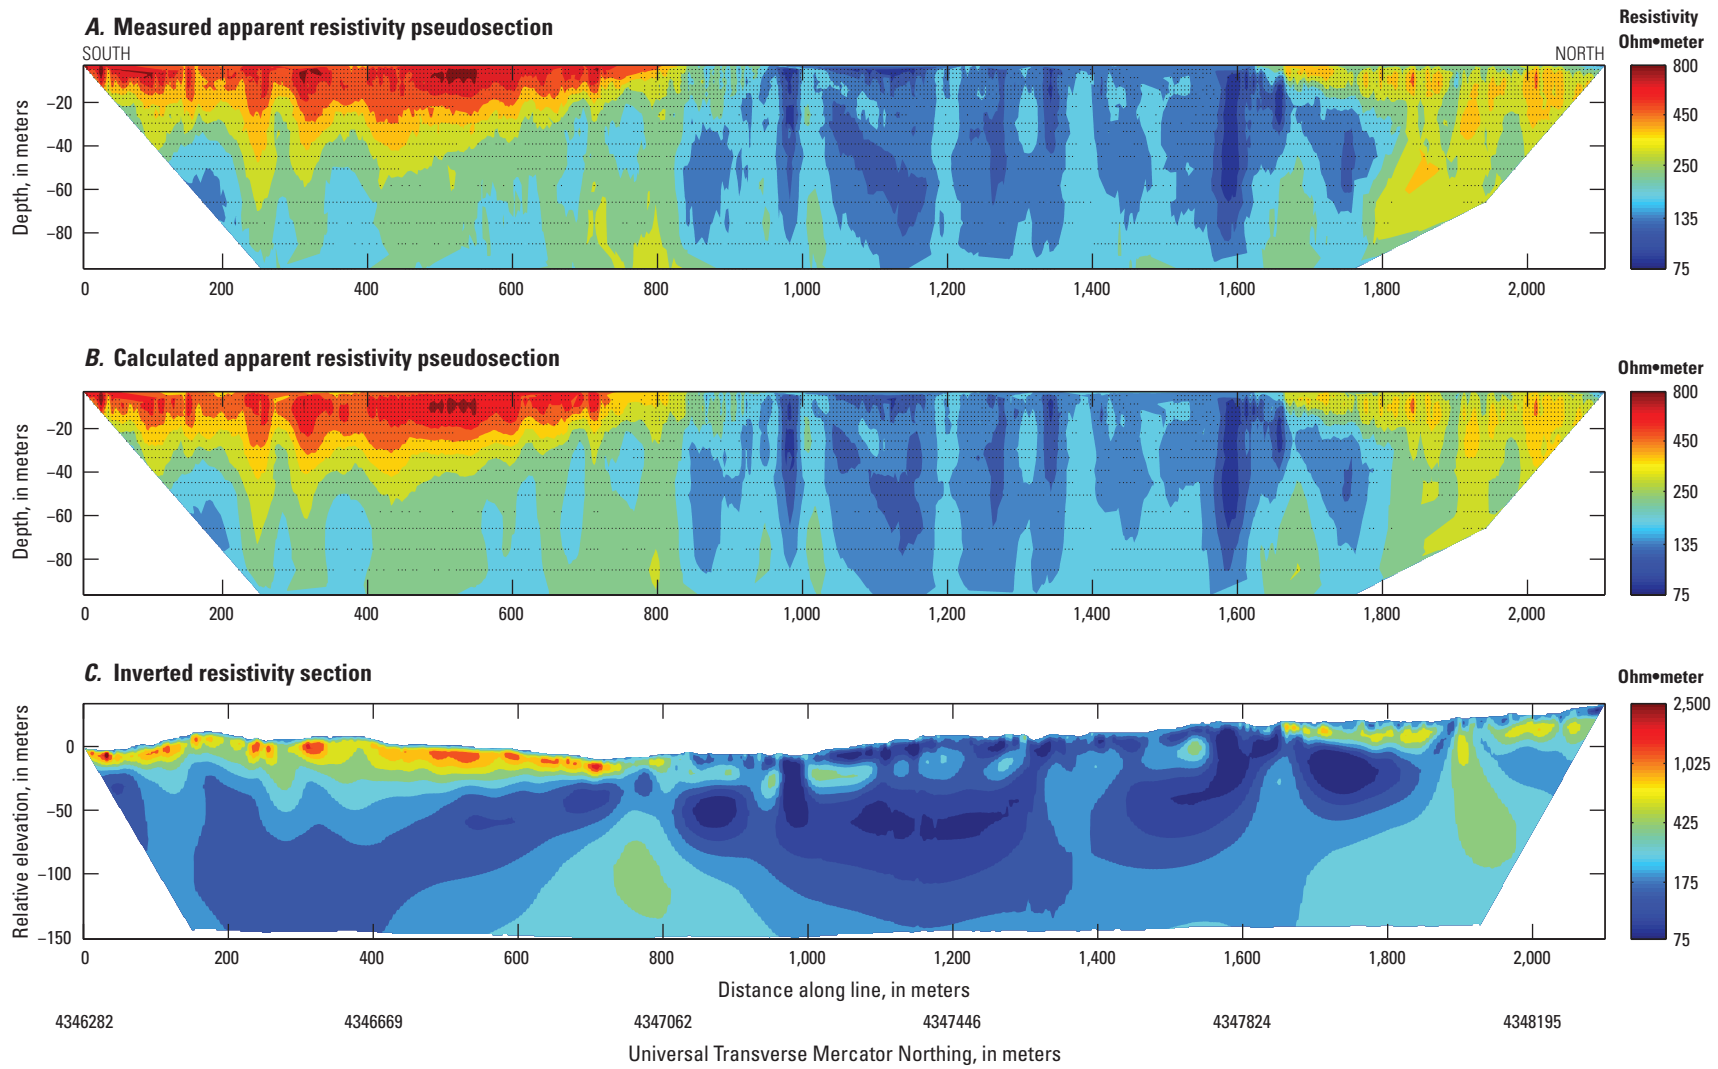 A. Measured apparent resistivity pseudosection
SOUTH
NORTH
Resistivity
Ohm•meter
800
450
250
135
75
Depth, in meters
−20
−40
−60
−80
0 200 400 600 800 1,000 1,200 1,400 1,600 1,800 2,000
B. Calculated apparent resistivity pseudosection
Ohm•meter
800
450
250
135
75
Depth, in meters
−20
−40
−60
−80
0 200 400 600 800 1,000 1,200 1,400 1,600 1,800 2,000
C. Inverted resistivity section
Ohm•meter
2,500
1,025
425
175
75
Relative elevation, in meters
0
−50
−100
−150
0 200 400 600 800 1,000 1,200 1,400 1,600 1,800 2,000
Distance along line, in meters
4346282 4346669 4347062 4347446 4347824 4348195
Universal Transverse Mercator Northing, in meters